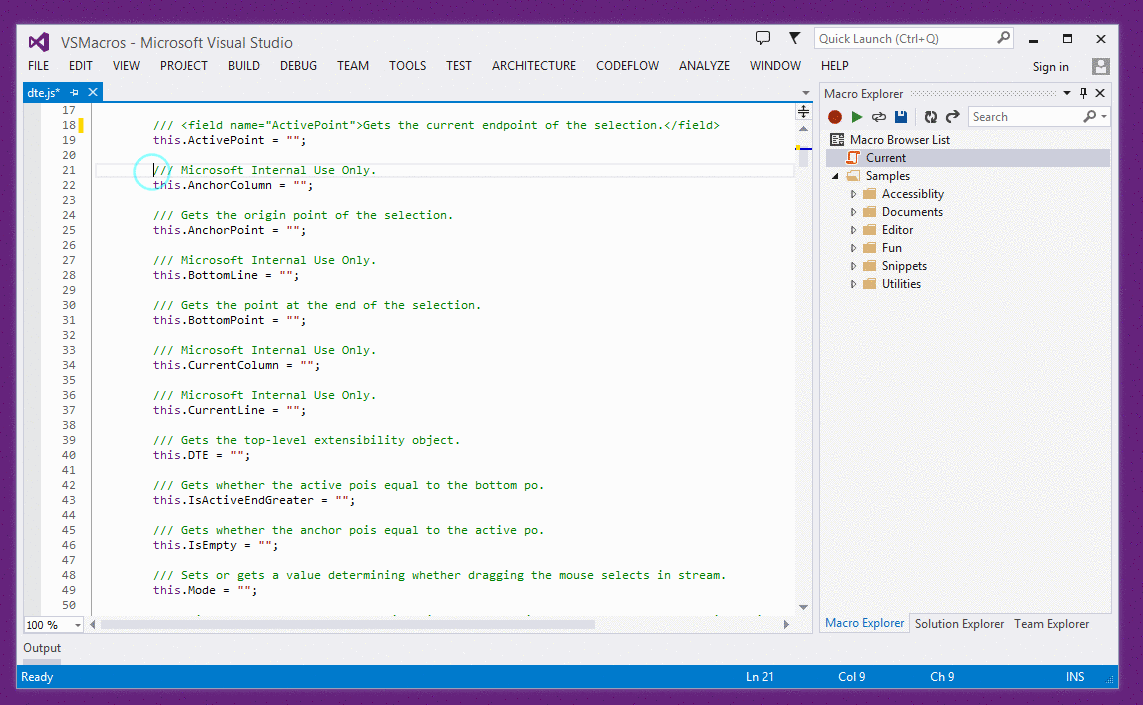 VSMacros - Microsoft Visual Studio
Quick Launch (Ctrl+Q)
FILE EDIT VIEW PROJECT BUILD DEBUG TEAM TOOLS TEST ARCHITECTURE CODEFLOW ANALYZE WINDOW HELP
Sign in
dte.js*
17
18 /// <field name="ActivePoint">Gets the current endpoint of the selection.</field>
19 this.ActivePoint = "";
20
21 /// Microsoft Internal Use Only.
22 this.AnchorColumn = "";
23
24 /// Gets the origin point of the selection.
25 this.AnchorPoint = "";
26
27 /// Microsoft Internal Use Only.
28 this.BottomLine = "";
29
30 /// Gets the point at the end of the selection.
31 this.BottomPoint = "";
32
33 /// Microsoft Internal Use Only.
34 this.CurrentColumn = "";
35
36 /// Microsoft Internal Use Only.
37 this.CurrentLine = "";
38
39 /// Gets the top-level extensibility object.
40 this.DTE = "";
41
42 /// Gets whether the active pois equal to the bottom po.
43 this.IsActiveEndGreater = "";
44
45 /// Gets whether the anchor pois equal to the active po.
46 this.IsEmpty = "";
47
48 /// Sets or gets a value determining whether dragging the mouse selects in stream.
49 this.Mode = "";
50
100 %
Macro Explorer
Search
Macro Browser List
Current
Samples
Accessiblity
Documents
Editor
Fun
Snippets
Utilities
Macro Explorer Solution Explorer Team Explorer
Output
Ready Ln 21 Col 9 Ch 9 INS